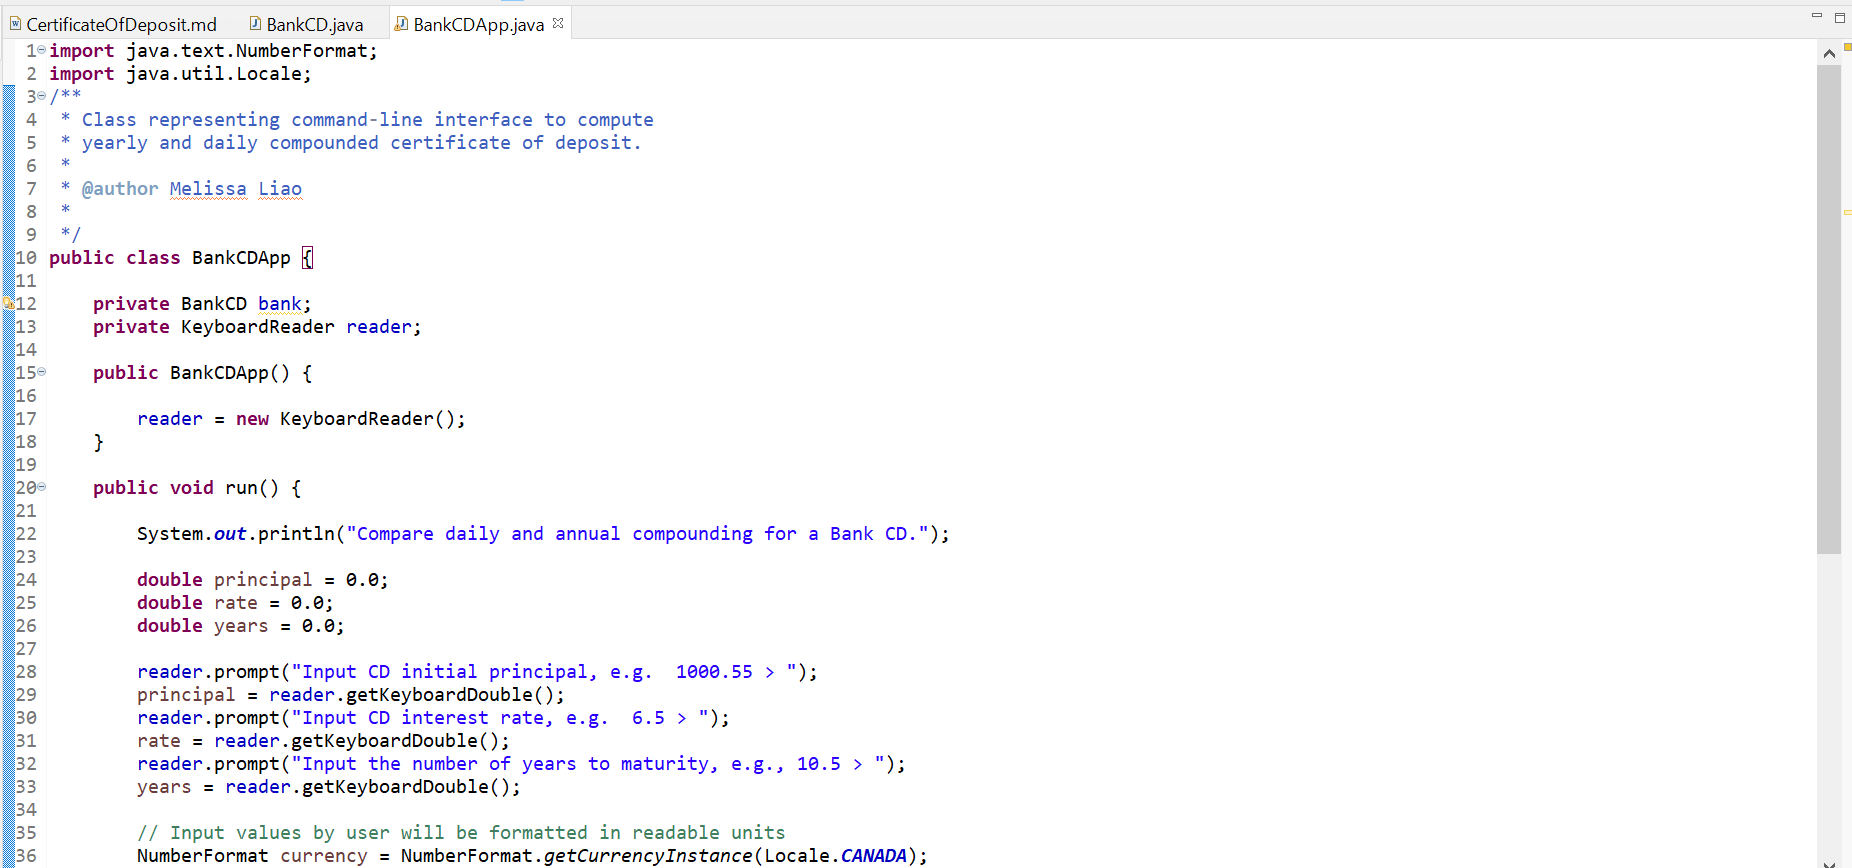 CertificateOfDeposit.md BankCD.java BankCDApp.java
1 import java.text.NumberFormat;
2 import java.util.Locale;
3 /**
4  * Class representing command-line interface to compute
5  * yearly and daily compounded certificate of deposit.
6  *
7  * @author Melissa Liao
8  *
9  */
10 public class BankCDApp {
11
12     private BankCD bank;
13     private KeyboardReader reader;
14
15     public BankCDApp() {
16
17         reader = new KeyboardReader();
18     }
19
20     public void run() {
21
22         System.out.println("Compare daily and annual compounding for a Bank CD.");
23
24         double principal = 0.0;
25         double rate = 0.0;
26         double years = 0.0;
27
28         reader.prompt("Input CD initial principal, e.g.  1000.55 > ");
29         principal = reader.getKeyboardDouble();
30         reader.prompt("Input CD interest rate, e.g.  6.5 > ");
31         rate = reader.getKeyboardDouble();
32         reader.prompt("Input the number of years to maturity, e.g., 10.5 > ");
33         years = reader.getKeyboardDouble();
34
35         // Input values by user will be formatted in readable units
36         NumberFormat currency = NumberFormat.getCurrencyInstance(Locale.CANADA);